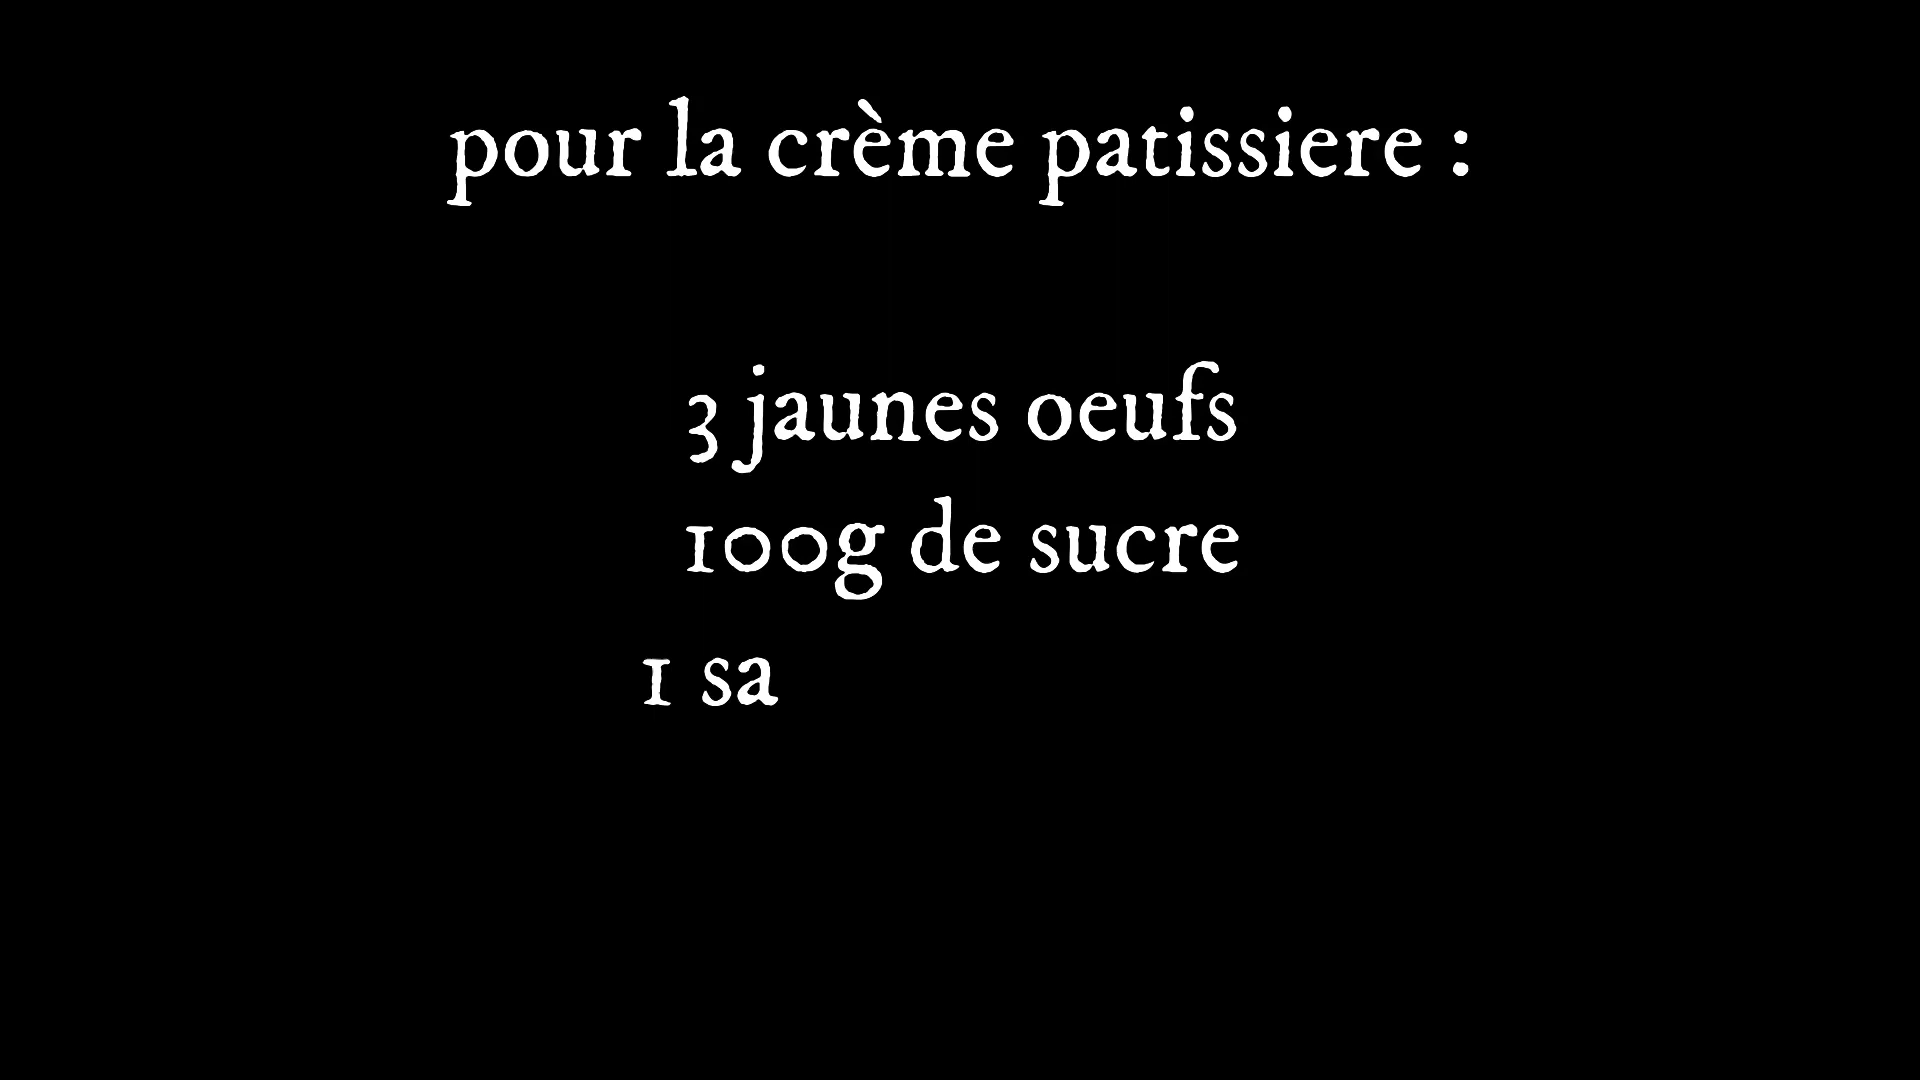 pour la crème patissiere :
3 jaunes oeufs
100g de sucre
1 sa